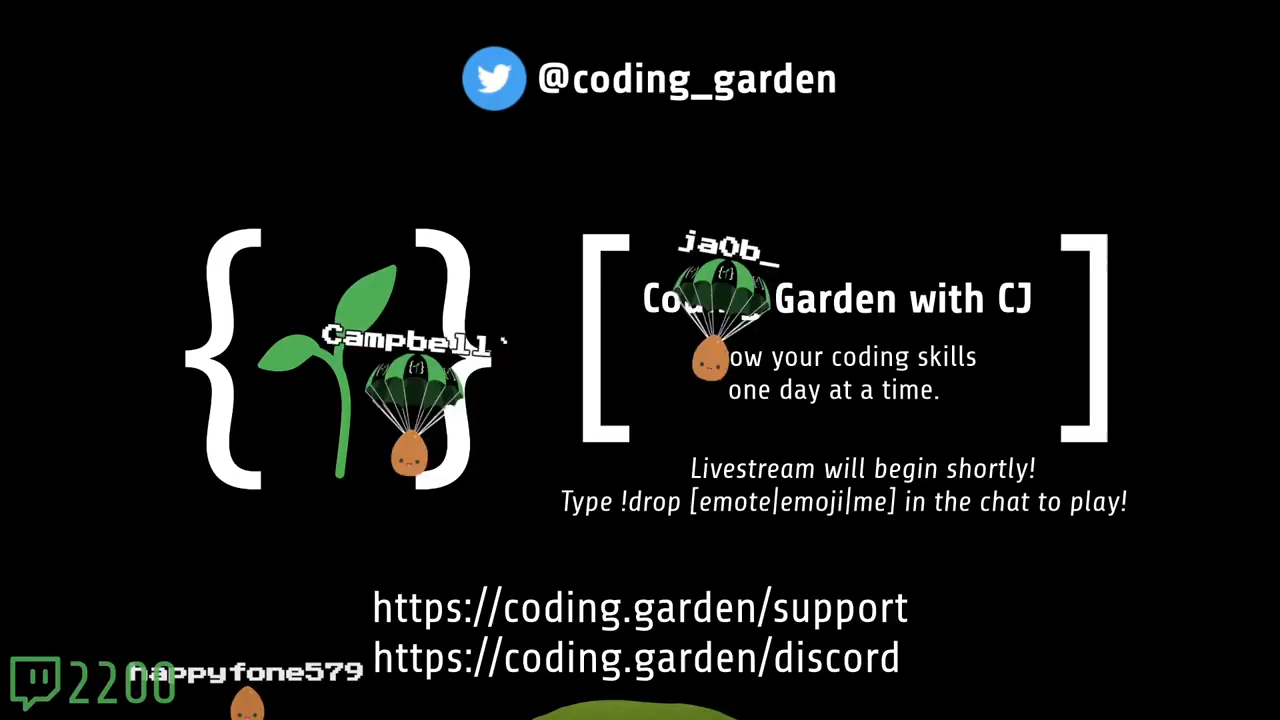 @coding_garden
ja0b_
Garden with CJ
Campbell
your coding skills
one day at a time.
Livestream will begin shortly!
Type !drop [emote|emoji|me] in the chat to play!
https://coding.garden/support
https://coding.garden/discord
happyfone579
2200